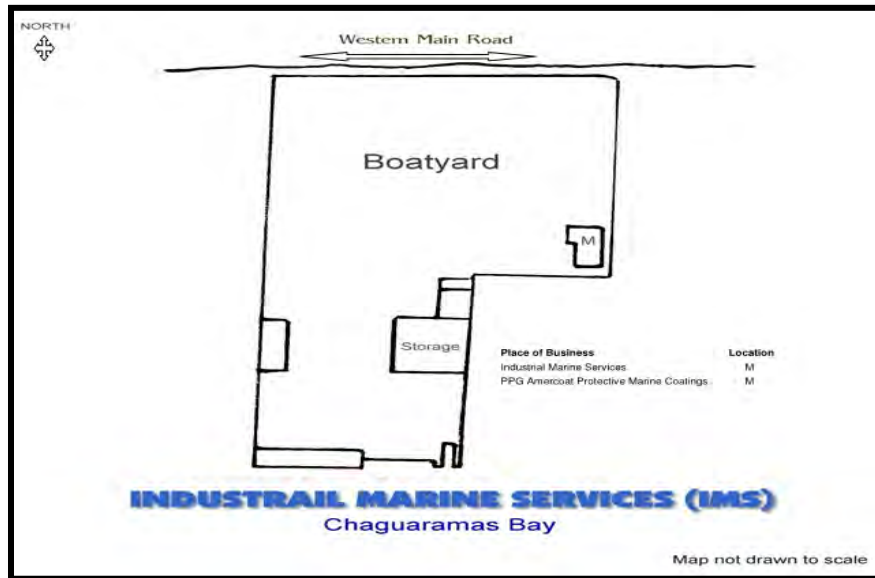 NORTH
Western Main Road
Boatyard
M
Storage
Place of Business Location
Industrial Marine Services M
PPG Amercoat Protective Marine Coatings M
INDUSTRAIL MARINE SERVICES (IMS)
Chaguaramas Bay
Map not drawn to scale